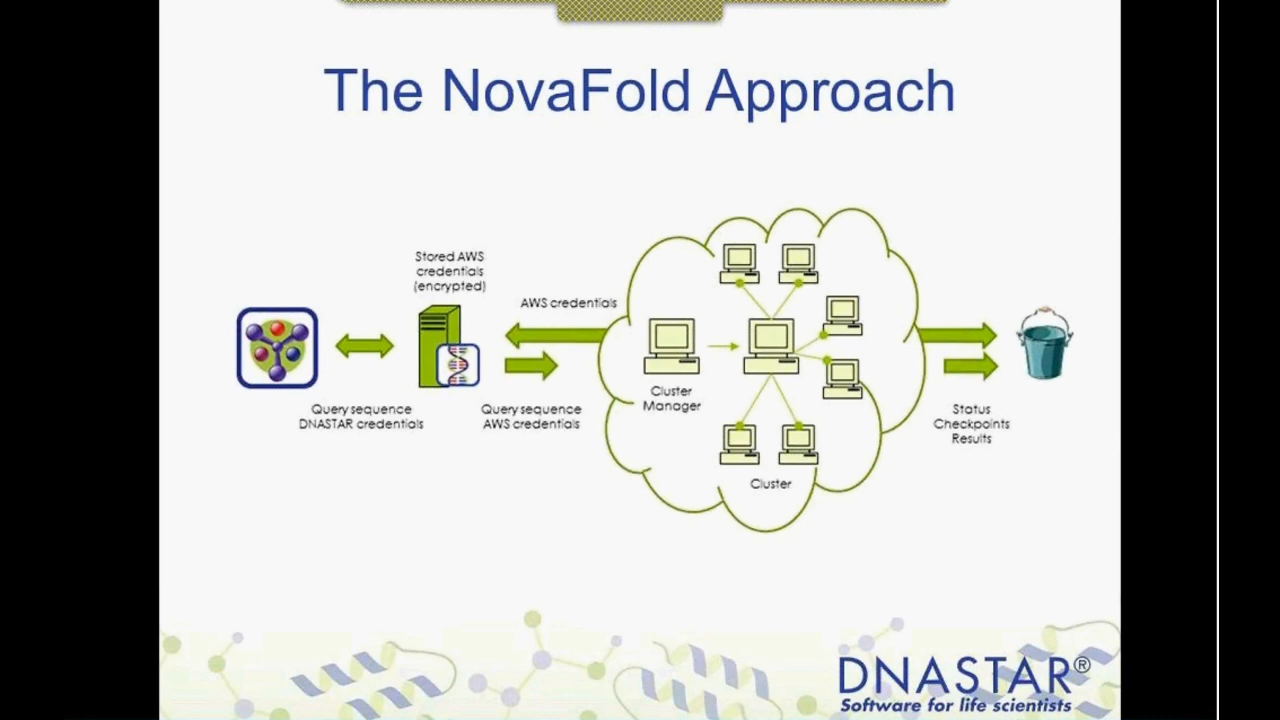 The NovaFold Approach
Stored AWS
credentials
(encrypted)
AWS credentials
Query sequence
DNASTAR credentials
Query sequence
AWS credentials
Cluster
Manager
Cluster
Status
Checkpoints
Results
DNASTAR®
Software for life scientists